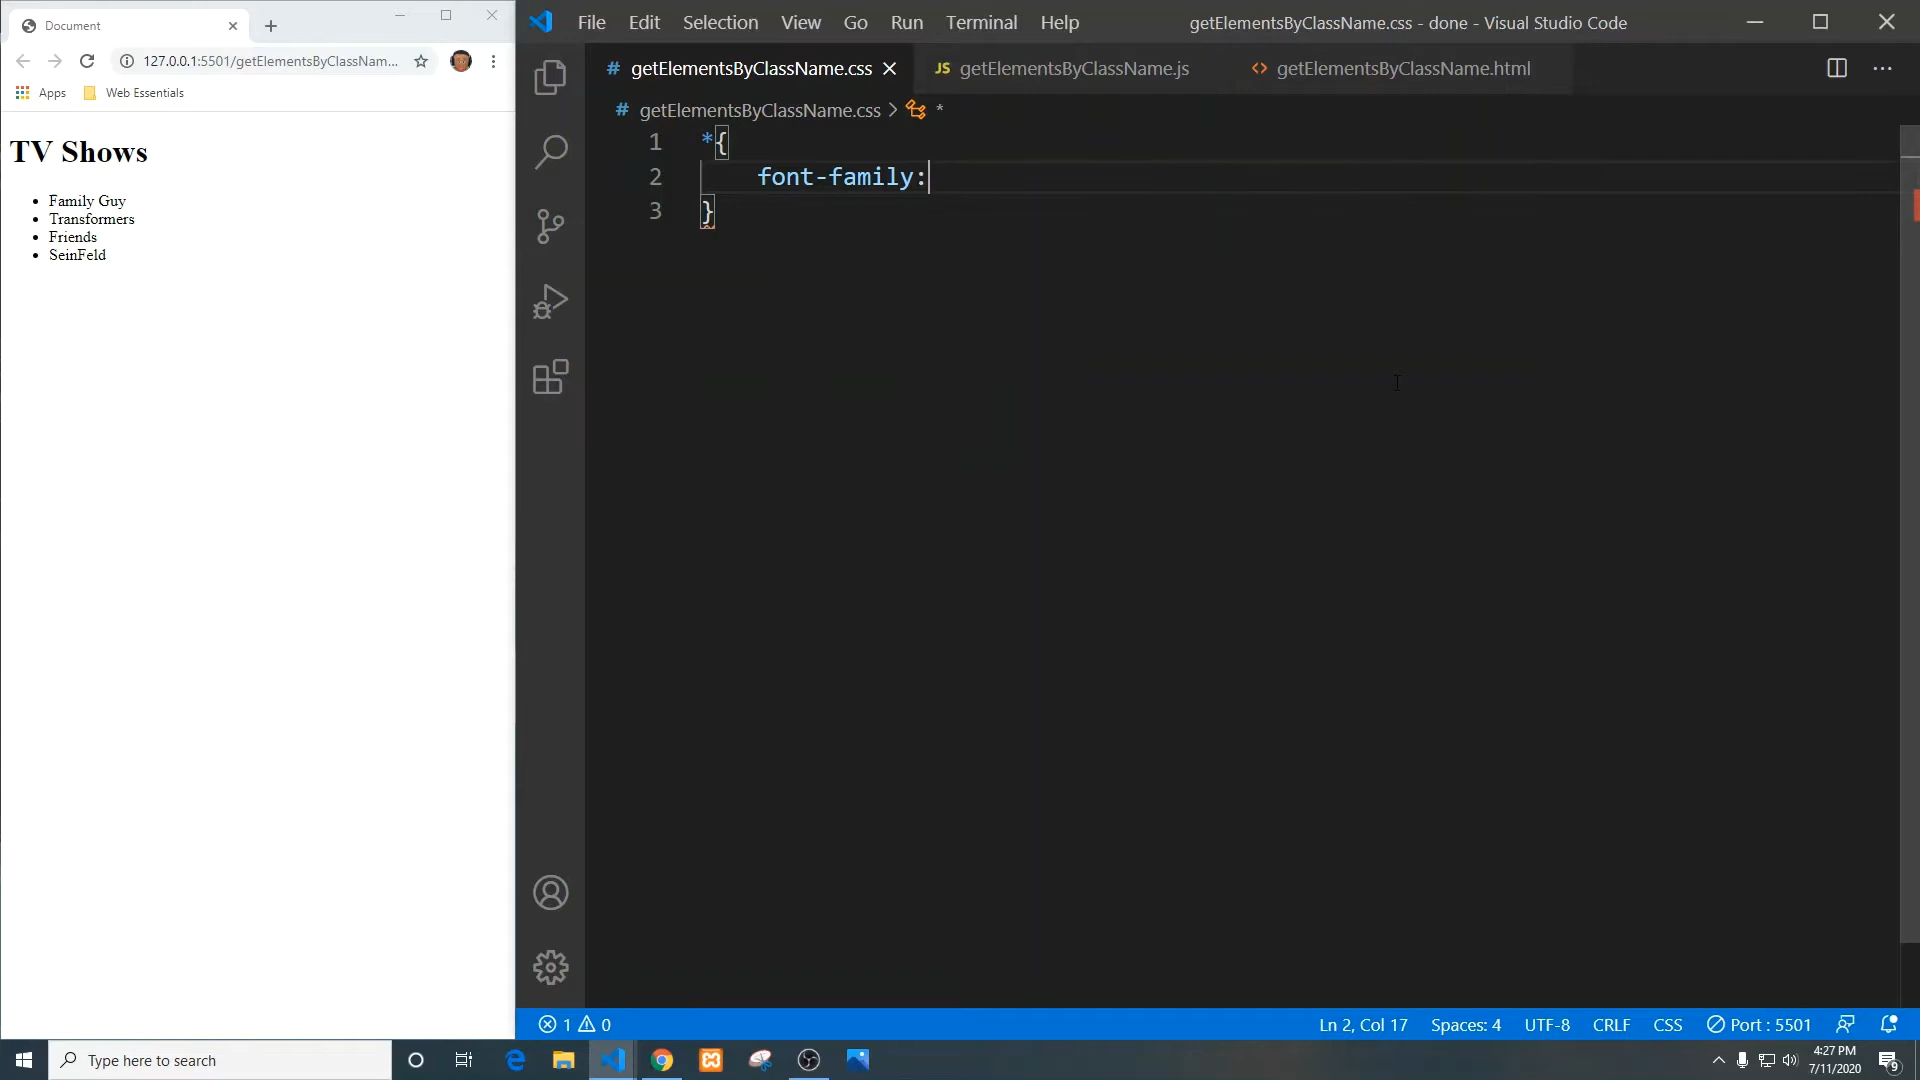 Document
127.0.0.1:5501/getElementsByClassNam...
Apps
Web Essentials
TV Shows
Family Guy
Transformers
Friends
SeinFeld
File Edit Selection View Go Run Terminal Help
getElementsByClassName.css - done - Visual Studio Code
# getElementsByClassName.css
JS getElementsByClassName.js
<> getElementsByClassName.html
# getElementsByClassName.css > *
1 *{
2 font-family:
3 }
1 0
Ln 2, Col 17
Spaces: 4
UTF-8
CRLF
CSS
Port : 5501
Type here to search
4:27 PM
7/11/2020
9